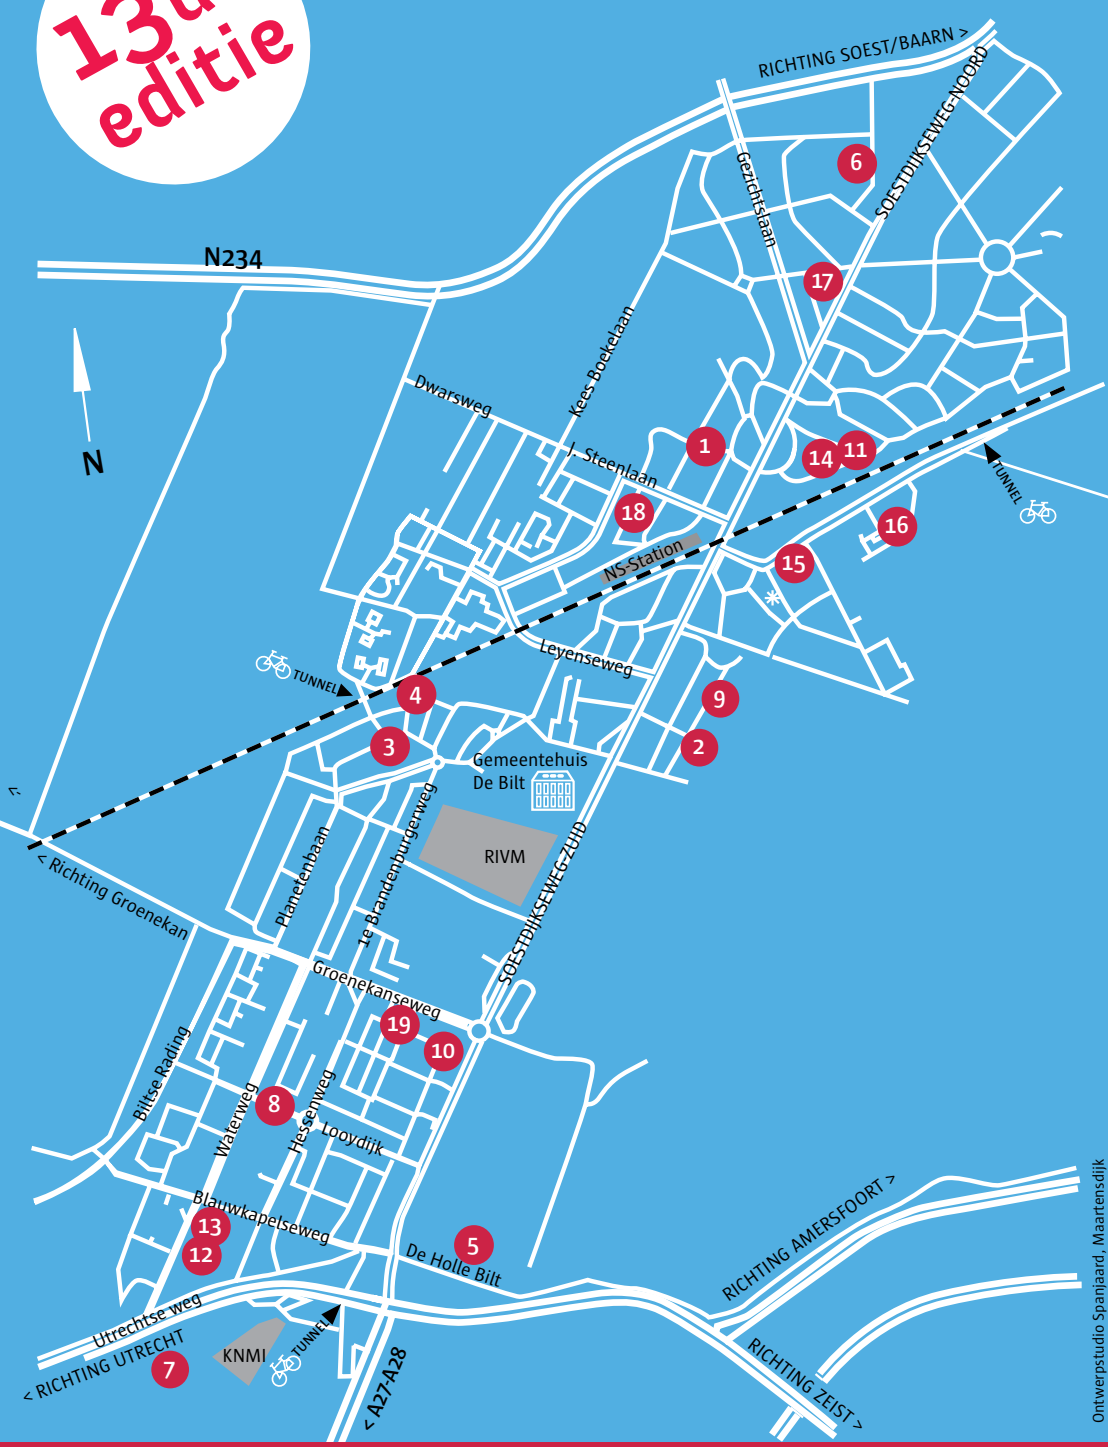 13de
editie
RICHTING SOEST/BAARN >
SOESTDIJKSEWEG-NOORD
6
Gezichtslaan
N234
17
Kees Boekelaan
N
Dwarsweg
J. Steenlaan
1
14
11
TUNNEL
18
16
NS-Station
15
Leyenseweg
TUNNEL
4
9
3
2
Gemeentehuis
De Bilt
RIVM
SOESTDIJKSEWEG-ZUID
1e Brandenburgerweg
Planetenbaan
<
< Richting Groenekan
Groenekanseweg
19
10
Biltse Rading
Waterweg
8
Hessenweg
Looydijk
Blauwkapelseweg
13
12
5
De Holle Bilt
RICHTING AMERSFOORT >
Utrechtse weg
< RICHTING UTRECHT
7
KNMI
TUNNEL
< A27-A28
RICHTING ZEIST >
Ontwerpstudio Spanjaard, Maartensdijk